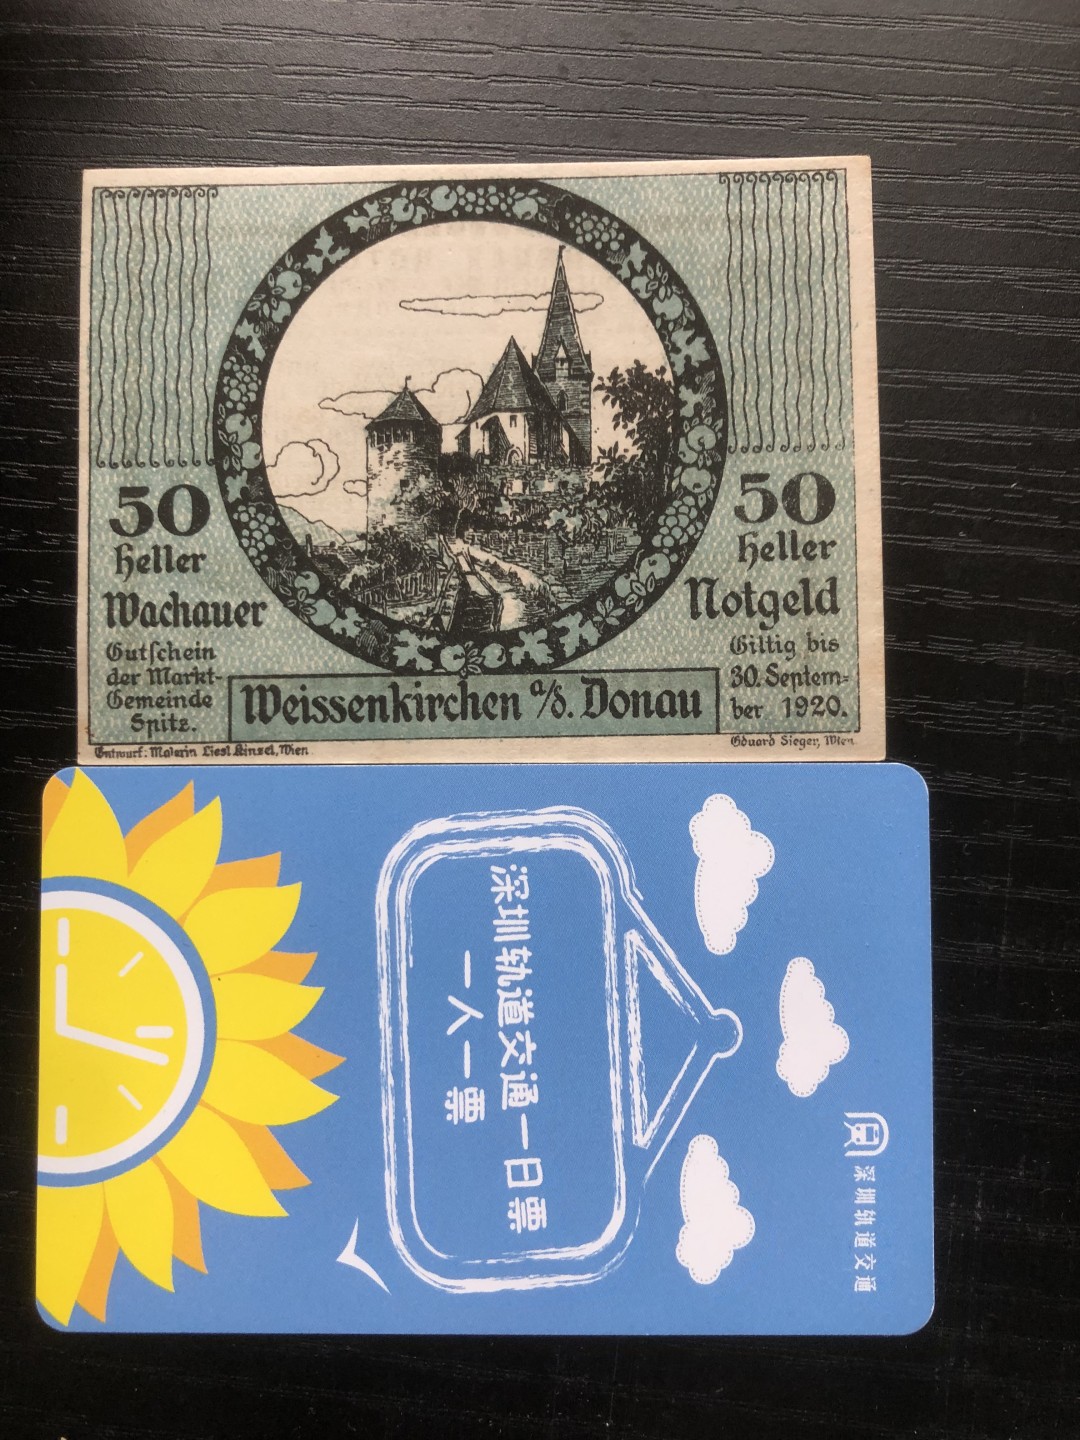 50
Heller
Wachauer
Gutschein
der Markt-
Gemeinde
Spitz.
50
Heller
Notgeld
Giltig bis
30. Septem=
ber 1920.
Weissenkirchen a/d. Donau
Entwurf: Malerin Liesl Kinzel, Wien
Eduard Sieger, Wien
深圳轨道交通一日票
一人一票
深圳轨道交通